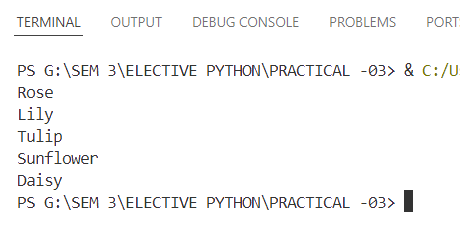 TERMINAL OUTPUT DEBUG CONSOLE PROBLEMS PORT
PS G:\SEM 3\ELECTIVE PYTHON\PRACTICAL -03> & C:/U
Rose
Lily
Tulip
Sunflower
Daisy
PS G:\SEM 3\ELECTIVE PYTHON\PRACTICAL -03>